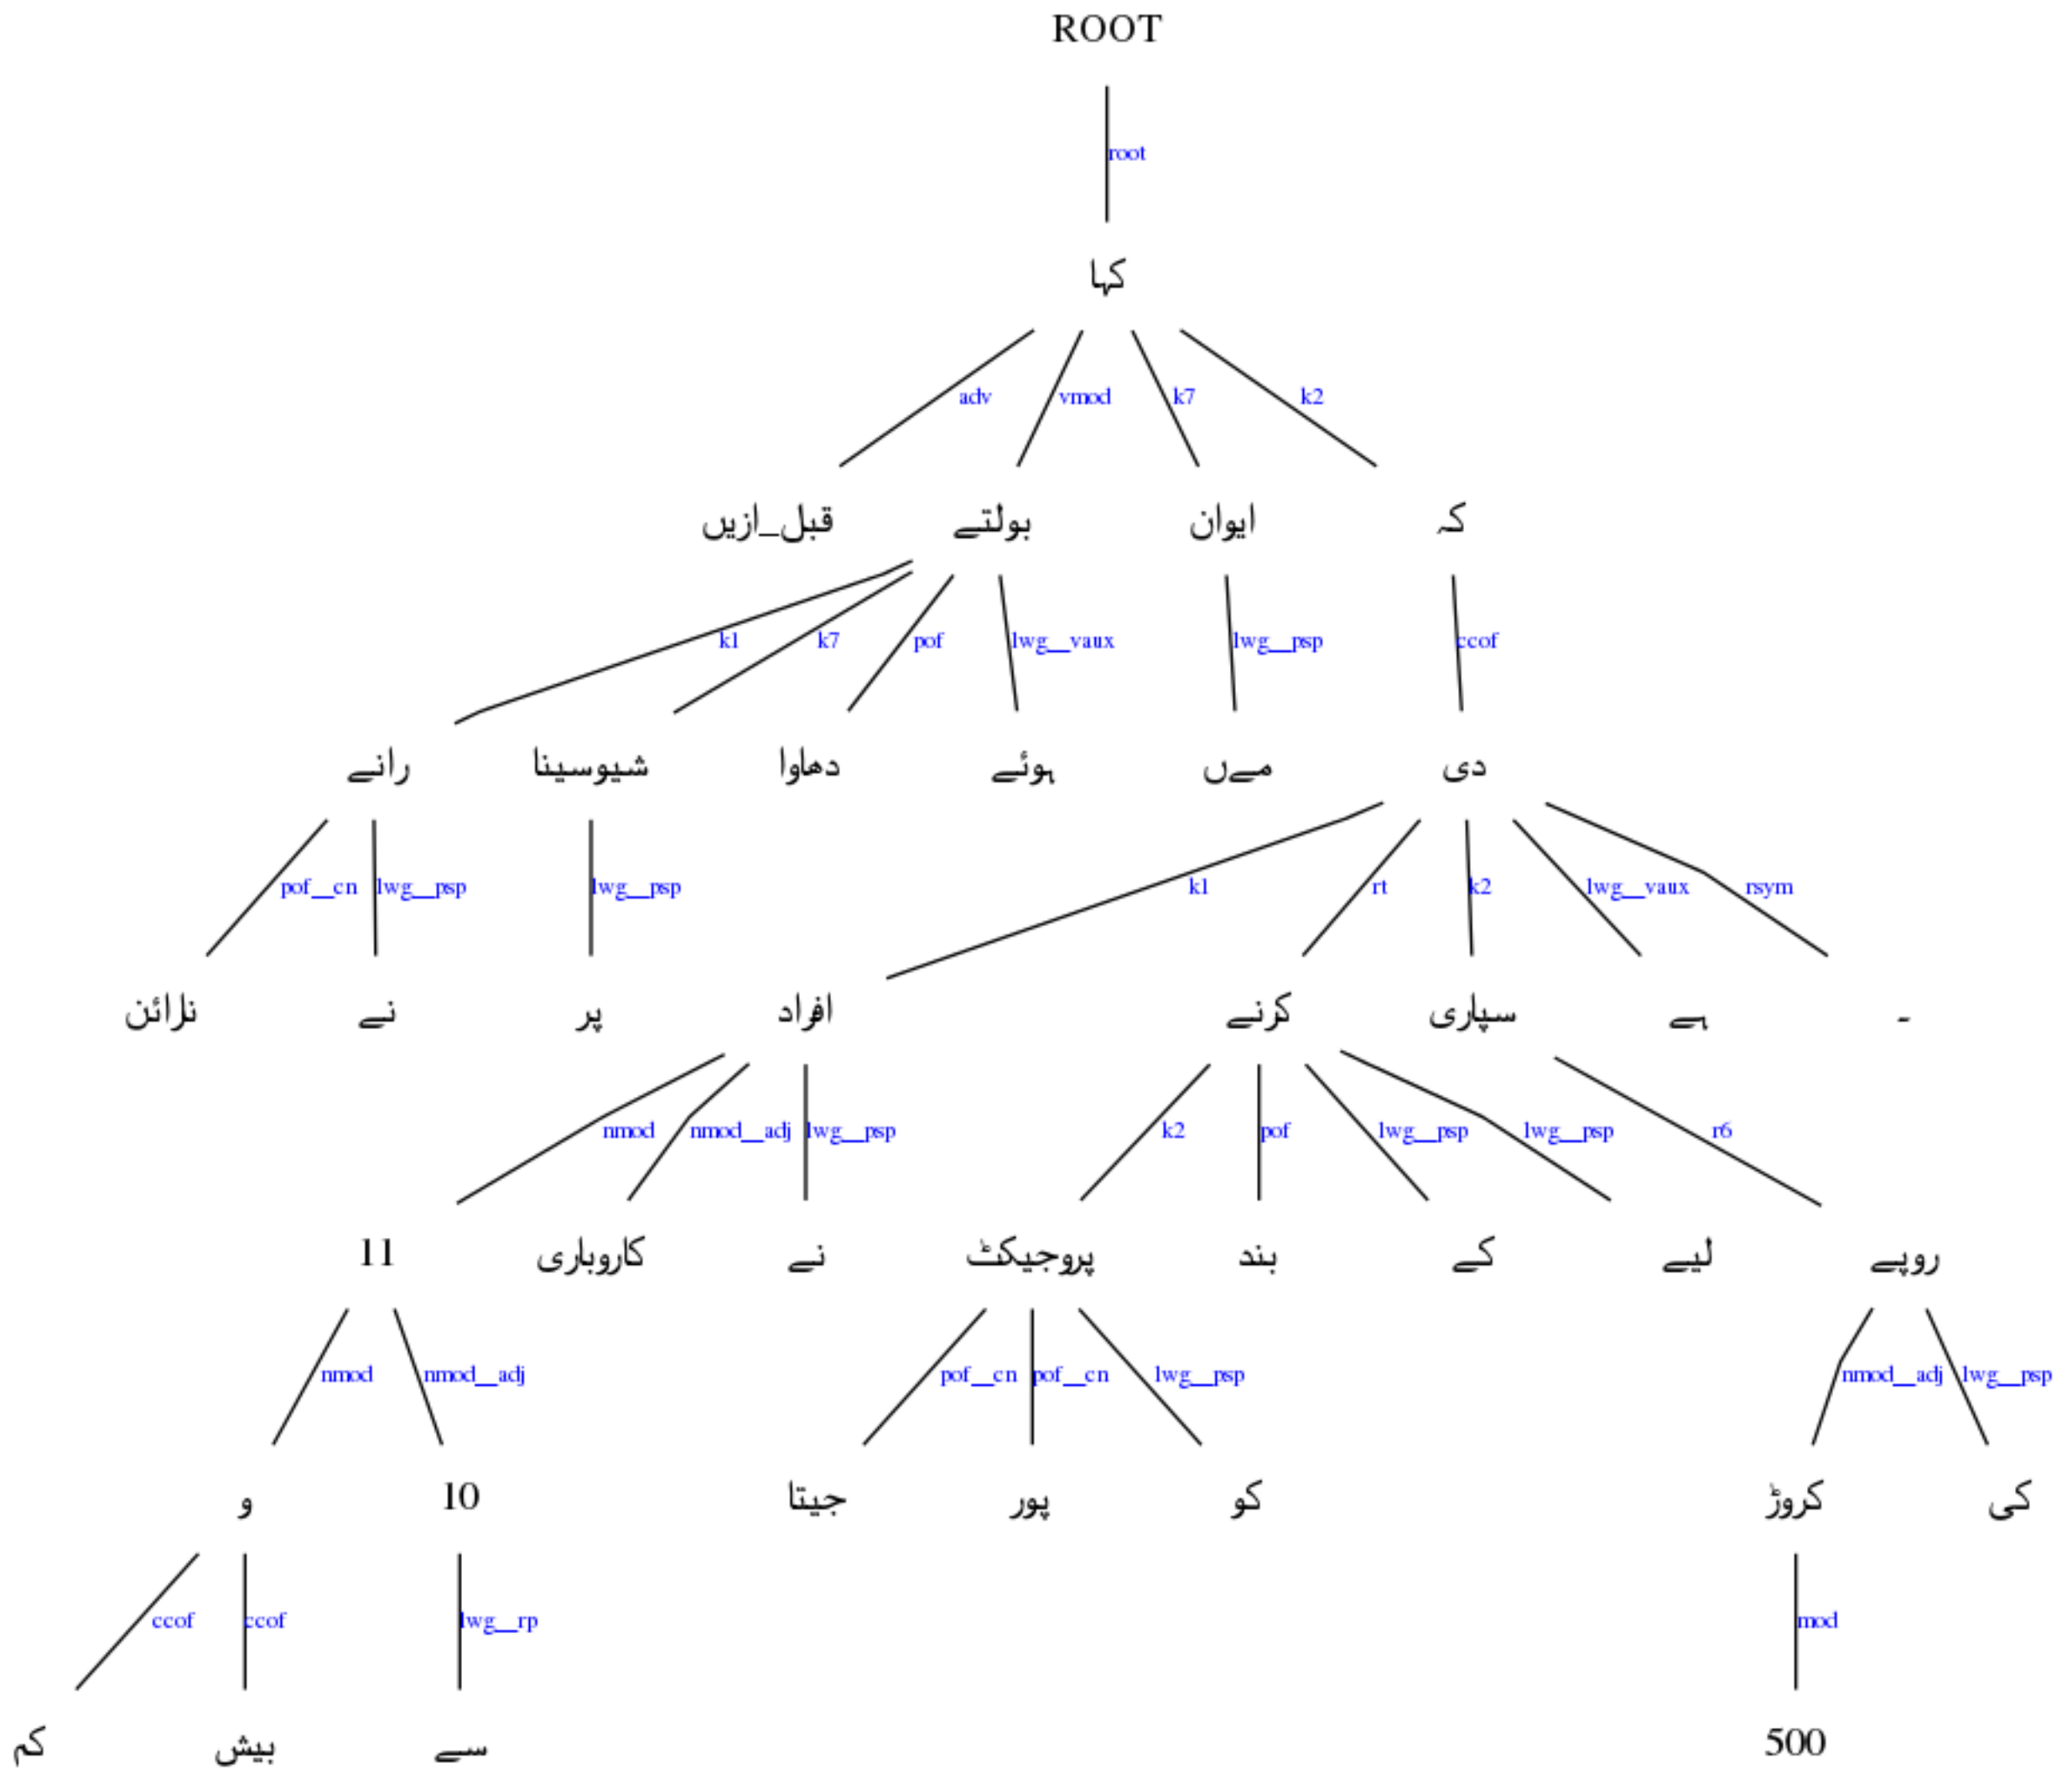 ROOT
root
کہا
adv vmod k7 k2
قبل_ازیں بولتے ایوان کہ
k1 k7 pof lwg__vaux lwg__psp ccof
رانے شیوسینا دھاوا ہوئے مےں دی
pof__cn lwg__psp lwg__psp k1 rt k2 lwg__vaux rsym
نارائن نے پر افراد کرنے سپاری ہے ۔
nmod nmod__adj lwg__psp k2 pof lwg__psp lwg__psp r6
11 کاروباری نے پروجیکٹ بند کے لیے روپے
nmod nmod__adj pof__cn pof__cn lwg__psp nmod__adj lwg__psp
و 10 جیتا پور کو کروڑ کی
ccof ccof lwg__rp mod
کم بیش سے 500